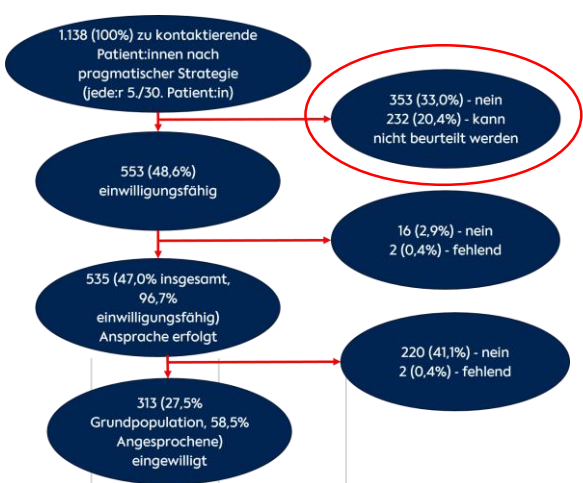 1.138 (100%) zu kontaktierende
Patient:innen nach
pragmatischer Strategie
(jede:r 5./30. Patient:in)
353 (33,0%) - nein
232 (20,4%) - kann
nicht beurteilt werden
553 (48,6%)
einwilligungsfähig
16 (2,9%) - nein
2 (0,4%) - fehlend
535 (47,0% insgesamt,
96,7%
einwilligungsfähig)
Ansprache erfolgt
220 (41,1%) - nein
2 (0,4%) - fehlend
313 (27,5%
Grundpopulation, 58,5%
Angesprochene)
eingewilligt